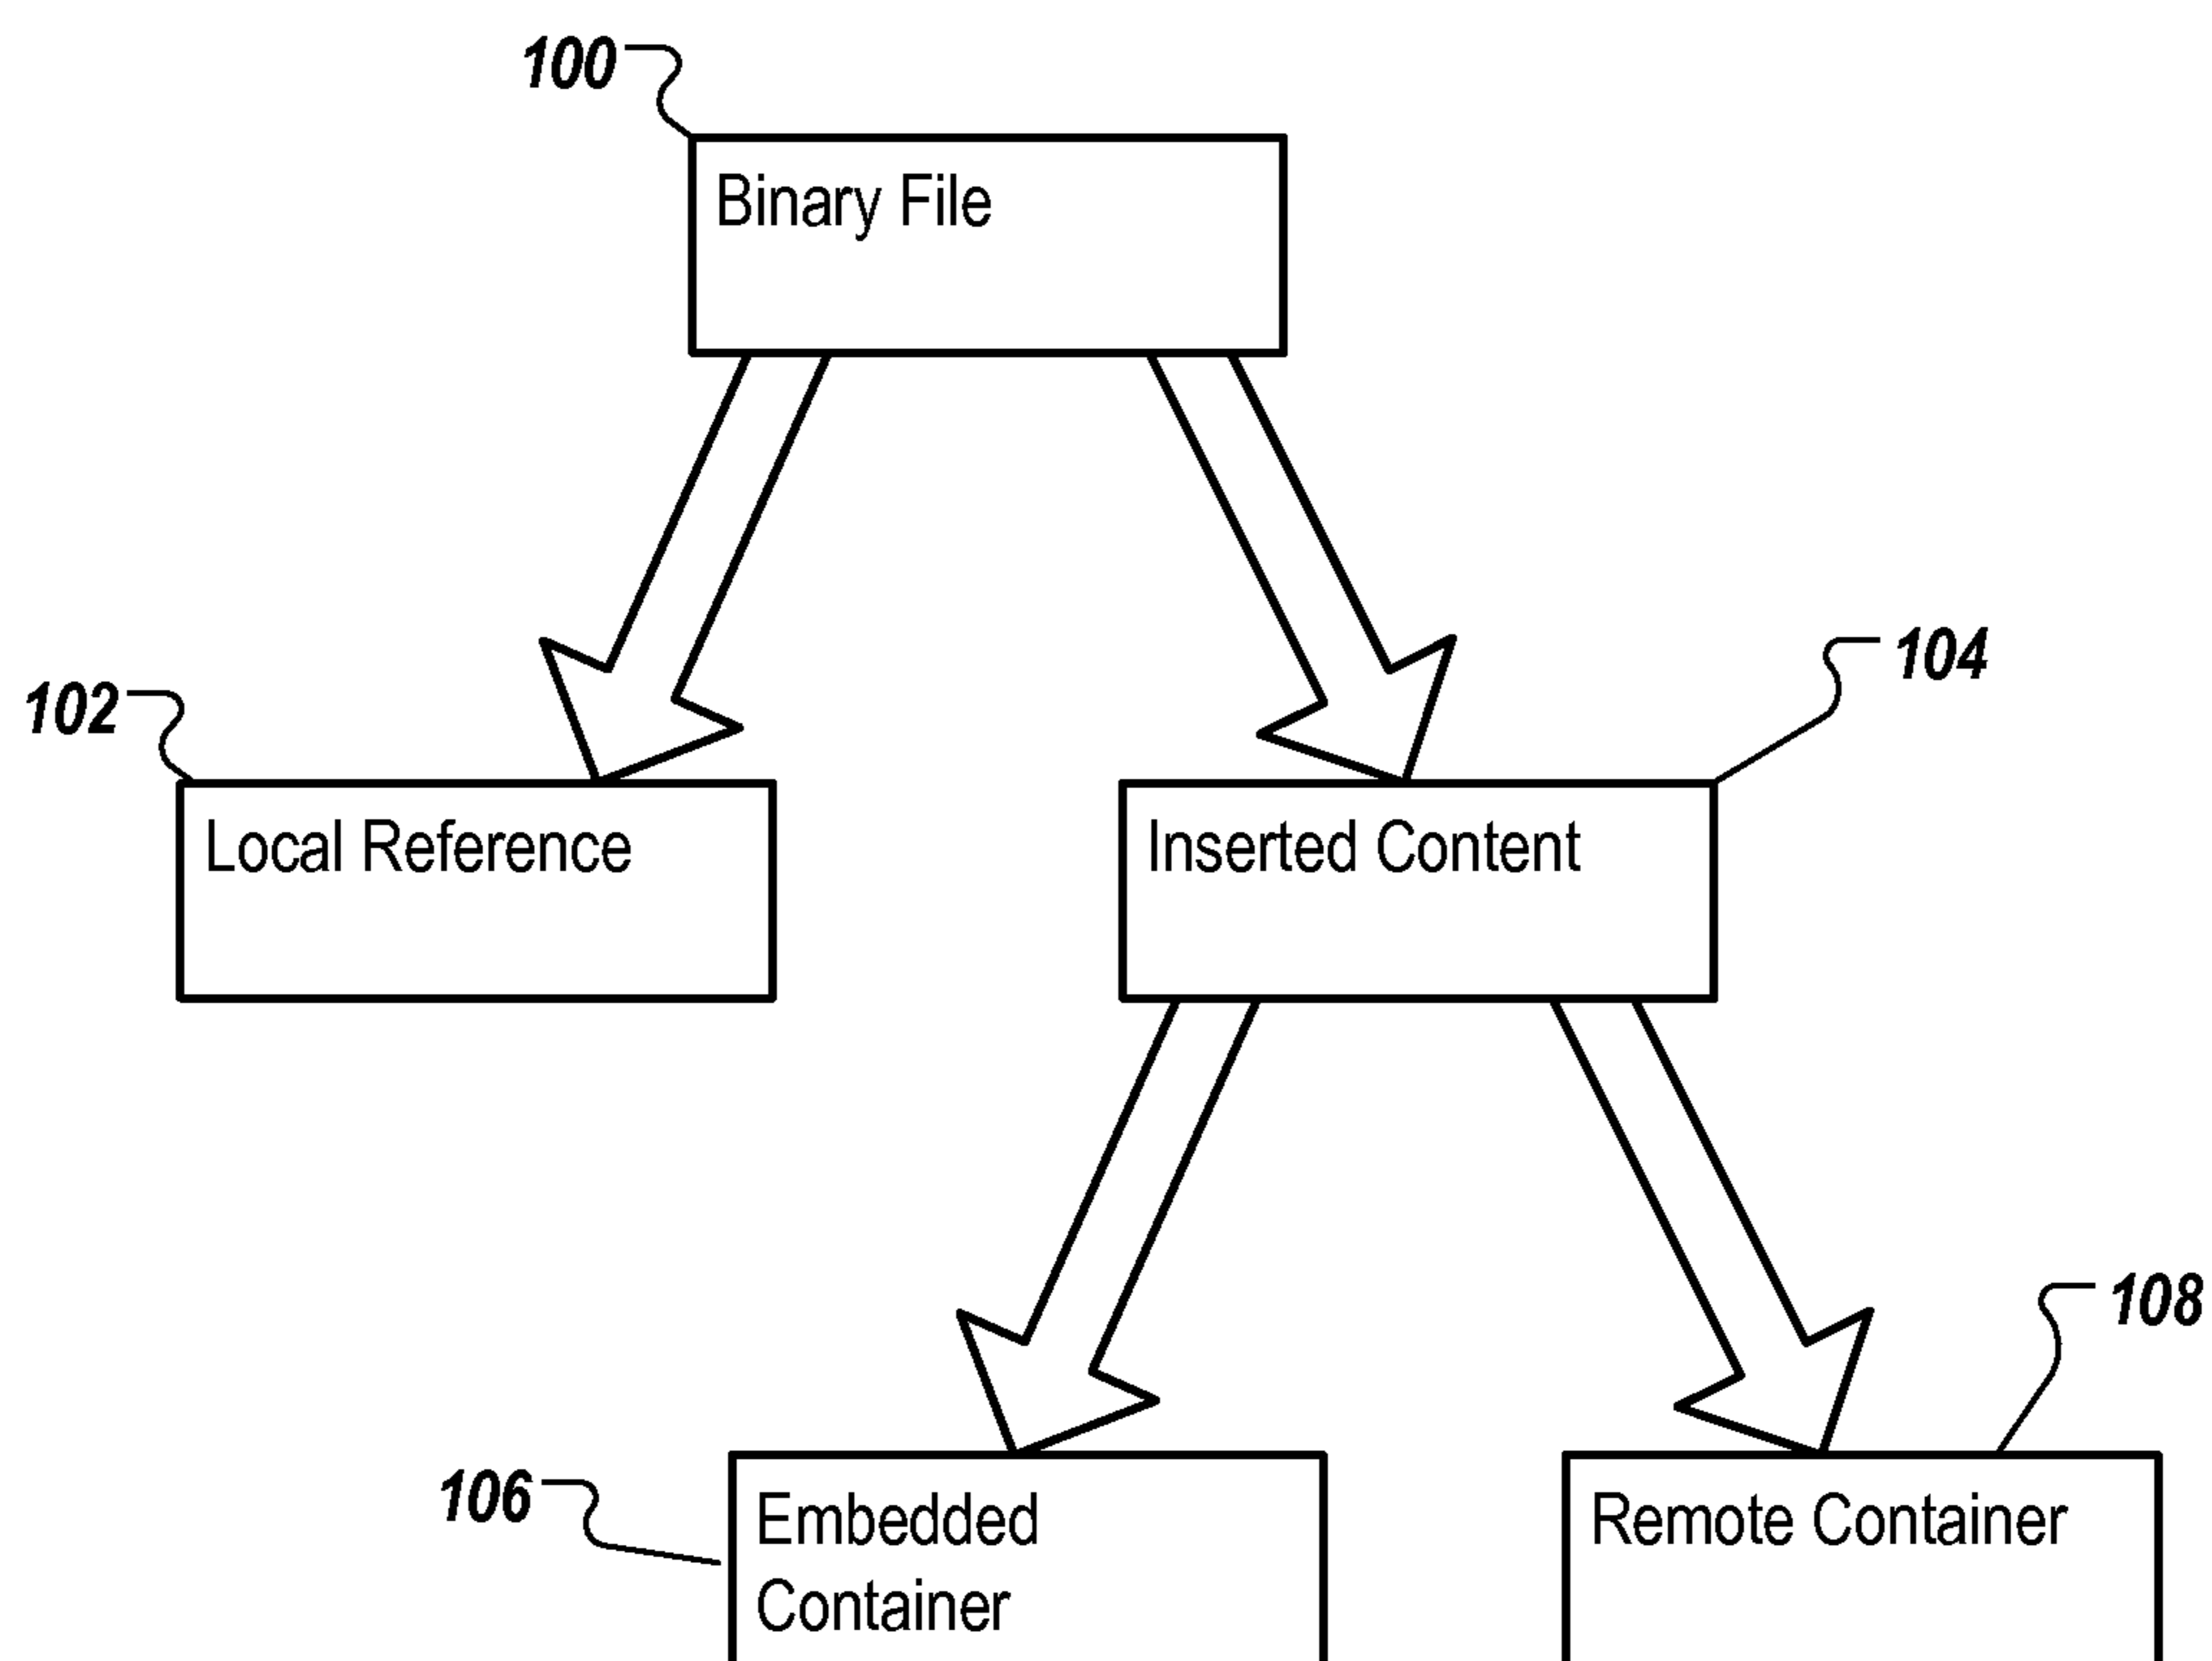 100
Binary File
102
104
Local Reference
Inserted Content
108
106
Embedded
Container
Remote Container